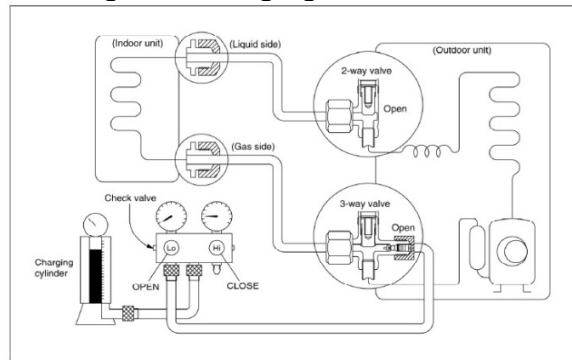 (Indoor unit)
(Liquid side)
(Outdoor unit)
2-way valve
Open
(Gas side)
3-way valve
Check valve
Open
Lo
Hi
Charging
cylinder
OPEN
CLOSE